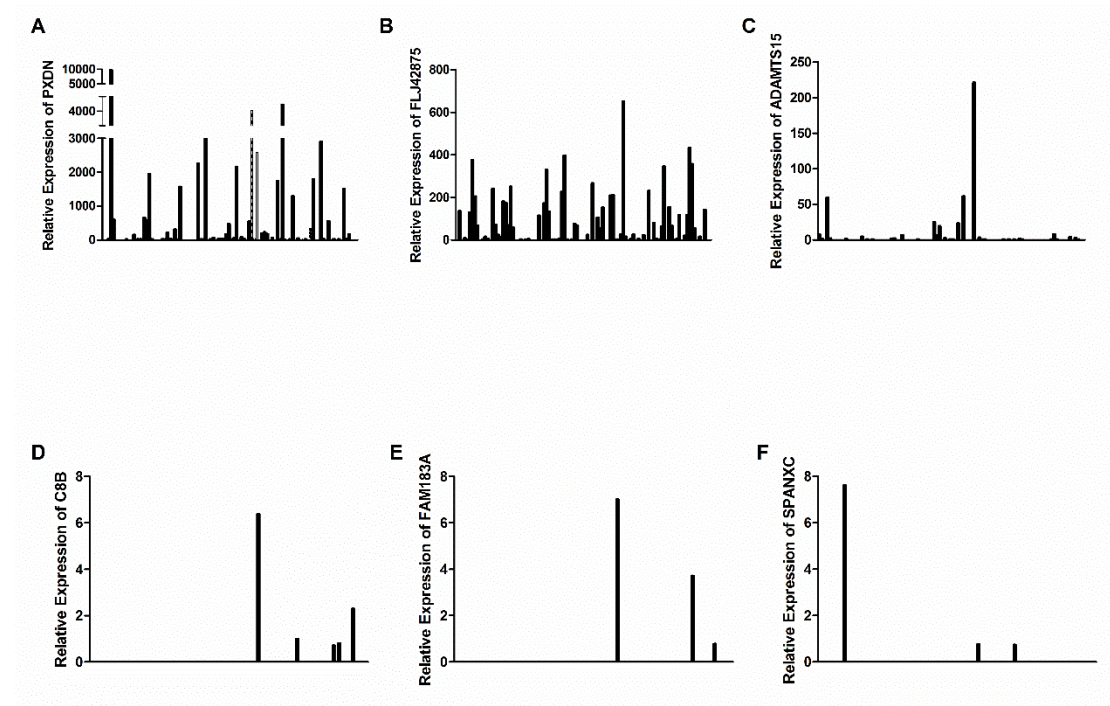 A
Relative Expression of PXDN
10000
5000
4000
3000
2000
1000
0
B
Relative Expression of FLJ42875
800
600
400
200
0
C
Relative Expression of ADAMTS15
250
200
150
100
50
0
D
Relative Expression of C8B
8
6
4
2
0
E
Relative Expression of FAM183A
8
6
4
2
0
F
Relative Expression of SPANXC
8
6
4
2
0